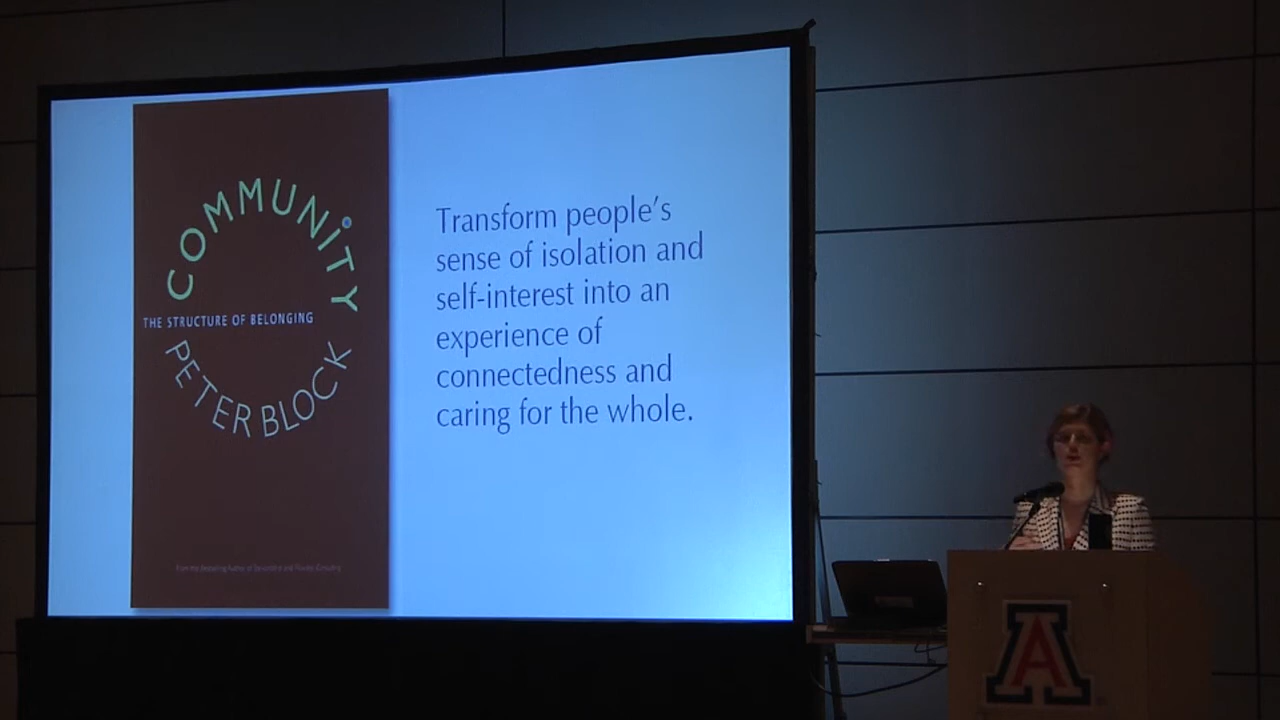 COMMUNiTY
THE STRUCTURE OF BELONGING
PETER BLOCK
Transform people's
sense of isolation and
self-interest into an
experience of
connectedness and
caring for the whole.
A